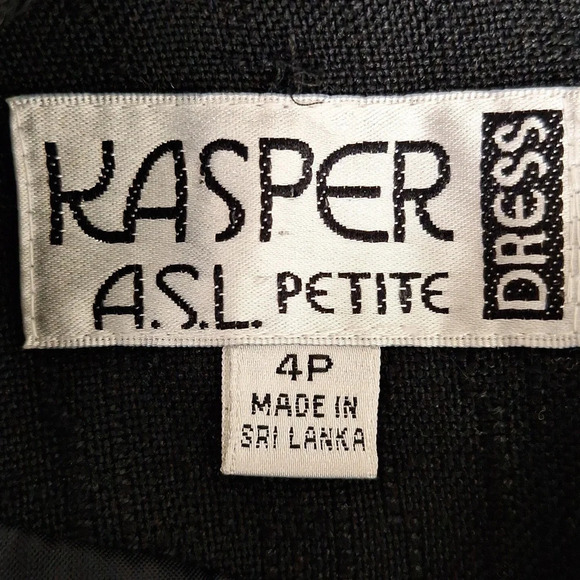 KASPER
A.S.L. PETITE
DRESS
4P
MADE IN
SRI LANKA